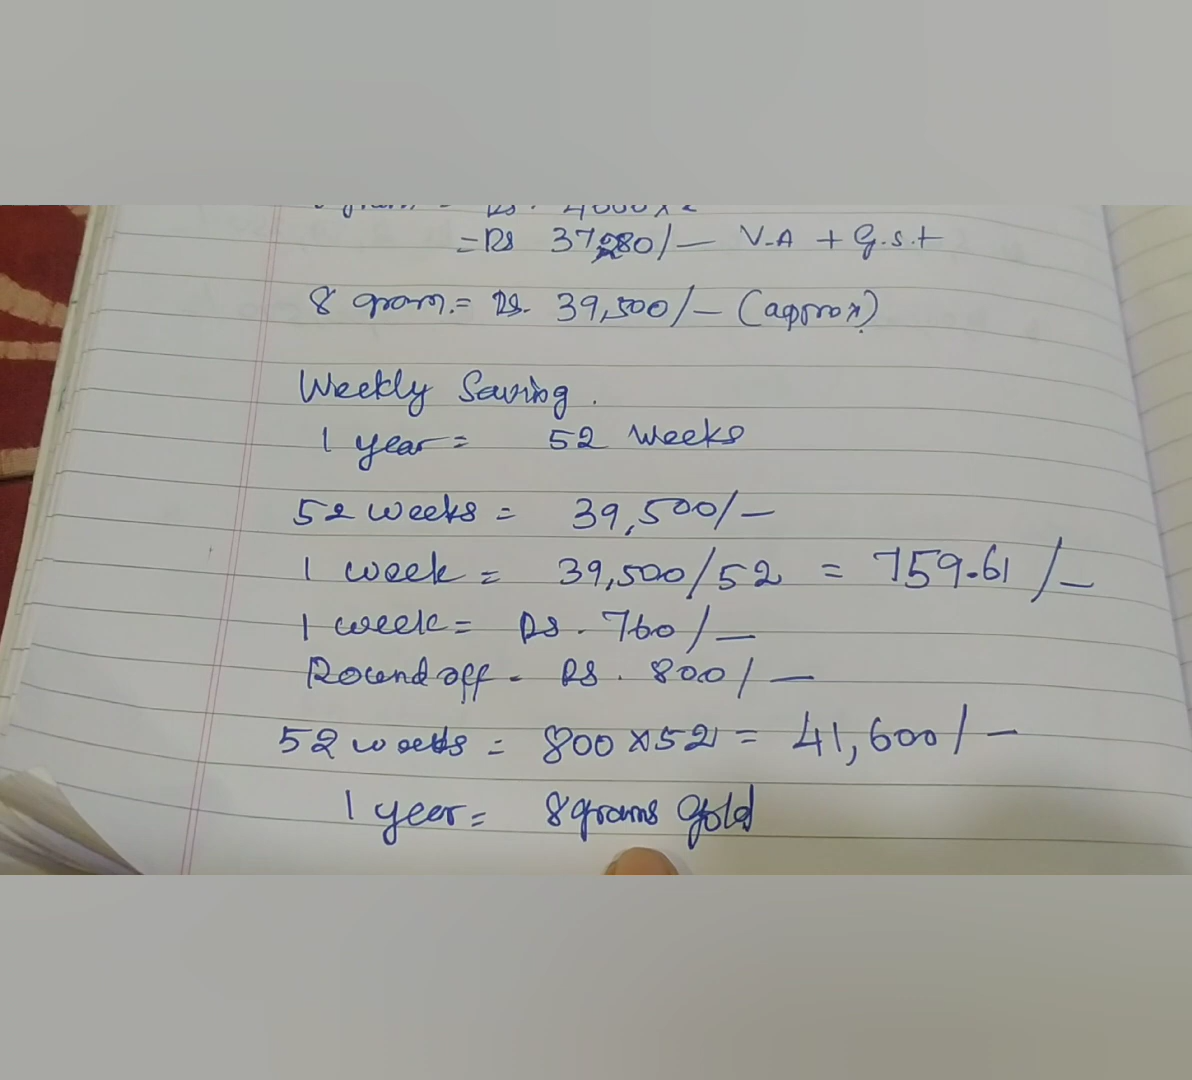 = Rs 37280/- V.A + G.s.t
8 gram. = Rs. 39,500/- (approx)
Weekly Saving.
1 year = 52 weeks
52 weeks = 39,500/-
1 week = 39,500/52 = 759.61/-
1 week = Rs. 760/-
Round off - Rs. 800/-
52 weeks = 800 x 52 = 41,600/-
1 year = 8 grams Gold